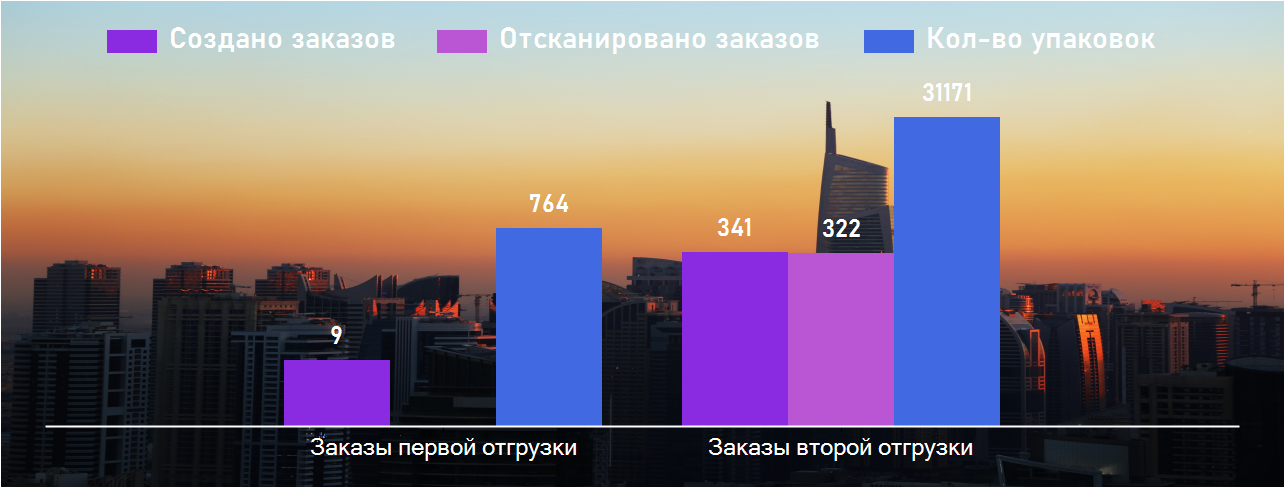 Создано заказов Отсканировано заказов Кол-во упаковок
31171
764
341 322
9
Заказы первой отгрузки Заказы второй отгрузки